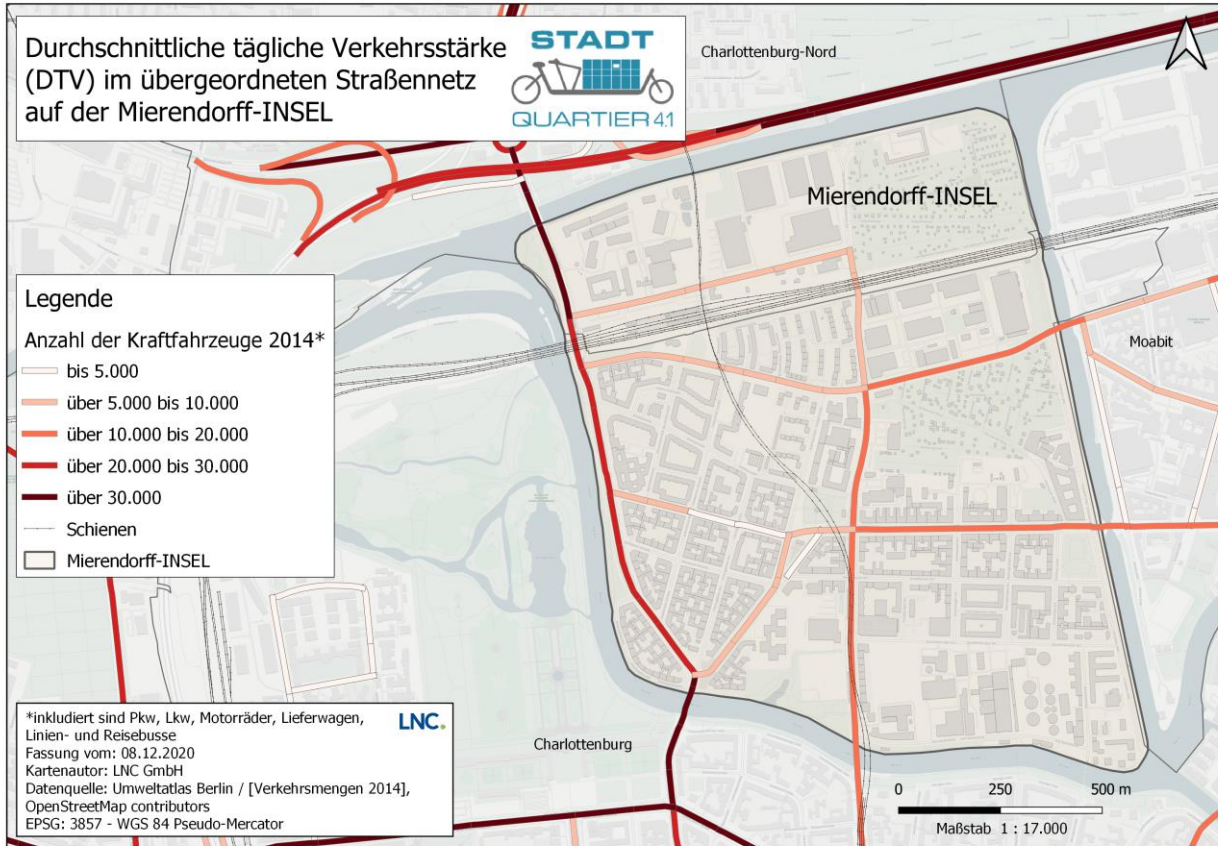 Durchschnittliche tägliche Verkehrsstärke
(DTV) im übergeordneten Straßennetz
auf der Mierendorff-INSEL
STADT
QUARTIER 4.1
Charlottenburg-Nord
Mierendorff-INSEL
Moabit
Charlottenburg
Legende
Anzahl der Kraftfahrzeuge 2014*
bis 5.000
über 5.000 bis 10.000
über 10.000 bis 20.000
über 20.000 bis 30.000
über 30.000
Schienen
Mierendorff-INSEL
*inkludiert sind Pkw, Lkw, Motorräder, Lieferwagen,
Linien- und Reisebusse
Fassung vom: 08.12.2020
Kartenautor: LNC GmbH
Datenquelle: Umweltatlas Berlin / [Verkehrsmengen 2014],
OpenStreetMap contributors
EPSG: 3857 - WGS 84 Pseudo-Mercator
LNC.
0 250 500 m
Maßstab 1 : 17.000